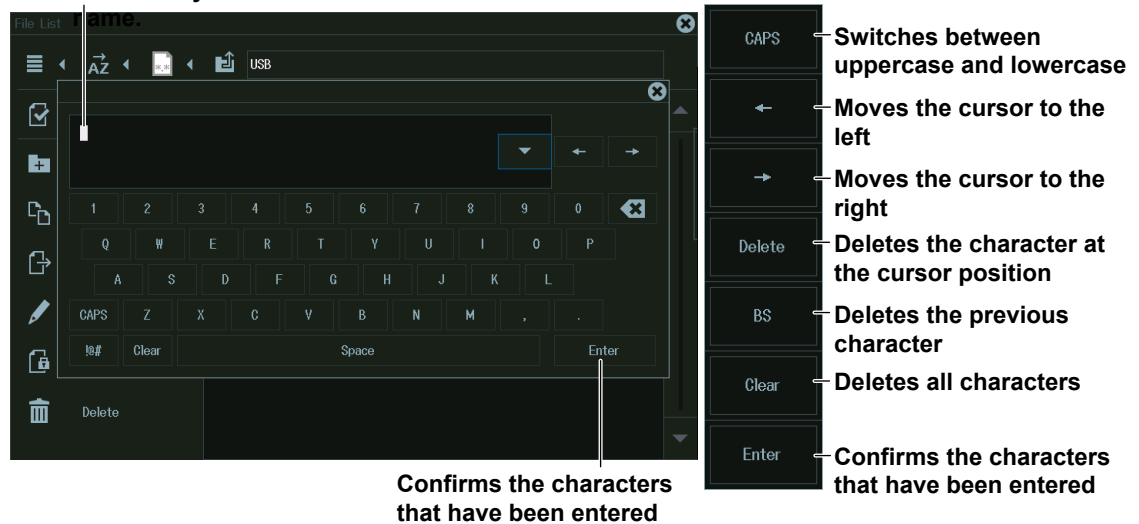 name.
File List
AZ
*.*
USB
1 2 3 4 5 6 7 8 9 0
Q W E R T Y U I O P
A S D F G H J K L
CAPS Z X C V B N M , .
!@# Clear Space Enter
Delete
Confirms the characters
that have been entered
CAPS
Switches between
uppercase and lowercase
←
Moves the cursor to the
left
→
Moves the cursor to the
right
Delete
Deletes the character at
the cursor position
BS
Deletes the previous
character
Clear
Deletes all characters
Enter
Confirms the characters
that have been entered